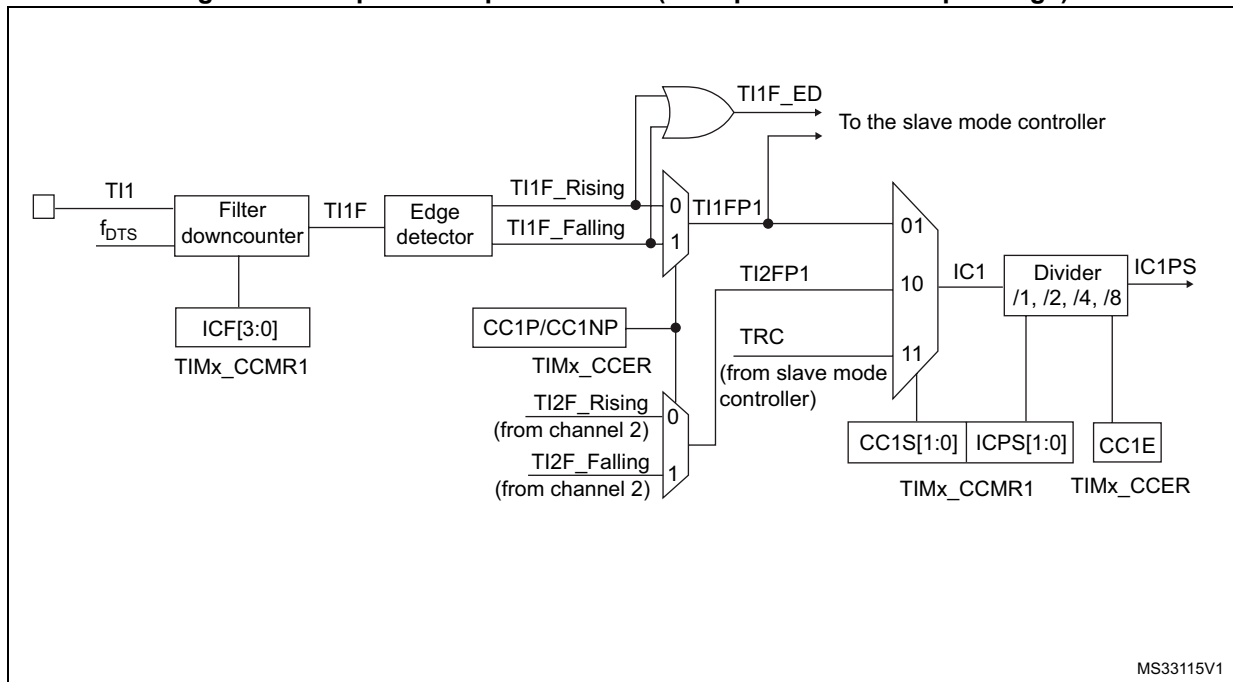 TI1F_ED
To the slave mode controller
TI1
f_DTS
Filter
downcounter
TI1F
Edge
detector
TI1F_Rising
TI1F_Falling
0
1
TI1FP1
01
TI2FP1
10
IC1
Divider
/1, /2, /4, /8
IC1PS
ICF[3:0]
TIMx_CCMR1
CC1P/CC1NP
TIMx_CCER
TRC
11
(from slave mode
controller)
TI2F_Rising
(from channel 2)
0
TI2F_Falling
1
(from channel 2)
CC1S[1:0]
ICPS[1:0]
CC1E
TIMx_CCMR1
TIMx_CCER
MS33115V1